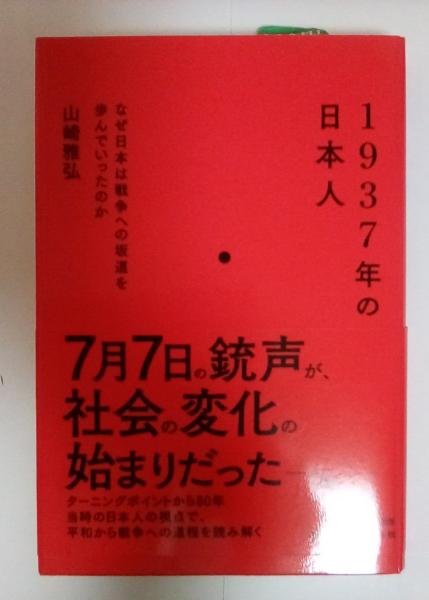 1937年の
日本人
なぜ日本は戦争への坂道を
歩んでいったのか
山崎雅弘
7月7日の銃声が、
社会の変化の
始まりだった──
ターニングポイントから80年
当時の日本人の視点で、
平和から戦争への道程を読み解く